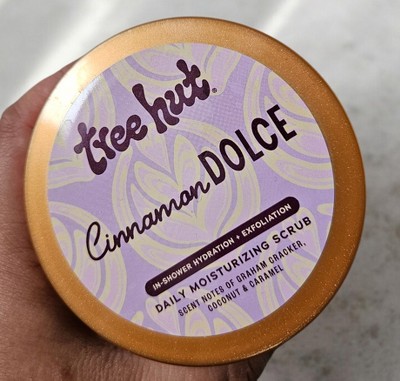 tree hut®
Cinnamon DOLCE
IN-SHOWER HYDRATION + EXFOLIATION
DAILY MOISTURIZING SCRUB
SCENT NOTES OF GRAHAM CRACKER,
COCONUT & CARAMEL